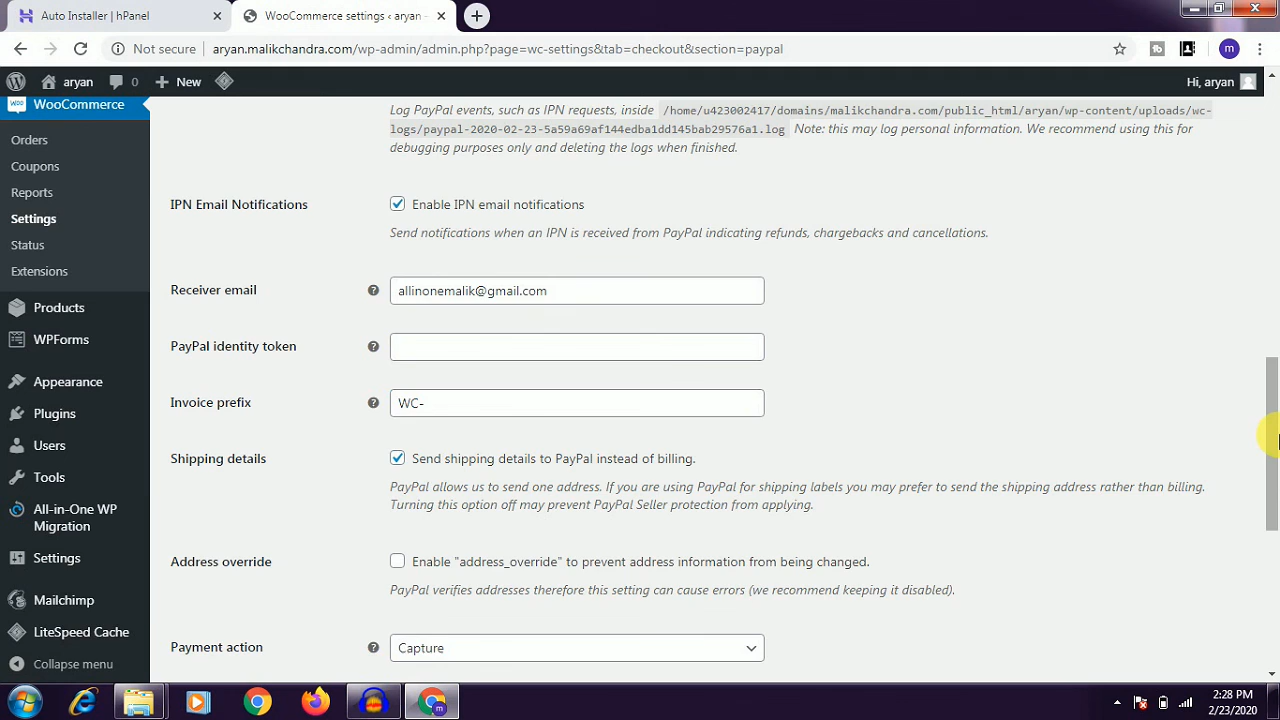 Auto Installer | hPanel
WooCommerce settings ‹ aryan -
Not secure
aryan.malikchandra.com/wp-admin/admin.php?page=wc-settings&tab=checkout&section=paypal
m
aryan
0
New
Hi, aryan
WooCommerce
Orders
Coupons
Reports
Settings
Status
Extensions
Products
WPForms
Appearance
Plugins
Users
Tools
All-in-One WP
Migration
Settings
Mailchimp
LiteSpeed Cache
Collapse menu
Log PayPal events, such as IPN requests, inside /home/u423002417/domains/malikchandra.com/public_html/aryan/wp-content/uploads/wc-
logs/paypal-2020-02-23-5a59a69af144edba1dd145bab29576a1.log Note: this may log personal information. We recommend using this for
debugging purposes only and deleting the logs when finished.
IPN Email Notifications
Enable IPN email notifications
Send notifications when an IPN is received from PayPal indicating refunds, chargebacks and cancellations.
Receiver email
allinonemalik@gmail.com
PayPal identity token
Invoice prefix
WC-
Shipping details
Send shipping details to PayPal instead of billing.
PayPal allows us to send one address. If you are using PayPal for shipping labels you may prefer to send the shipping address rather than billing.
Turning this option off may prevent PayPal Seller protection from applying.
Address override
Enable "address_override" to prevent address information from being changed.
PayPal verifies addresses therefore this setting can cause errors (we recommend keeping it disabled).
Payment action
Capture
m
2:28 PM
2/23/2020